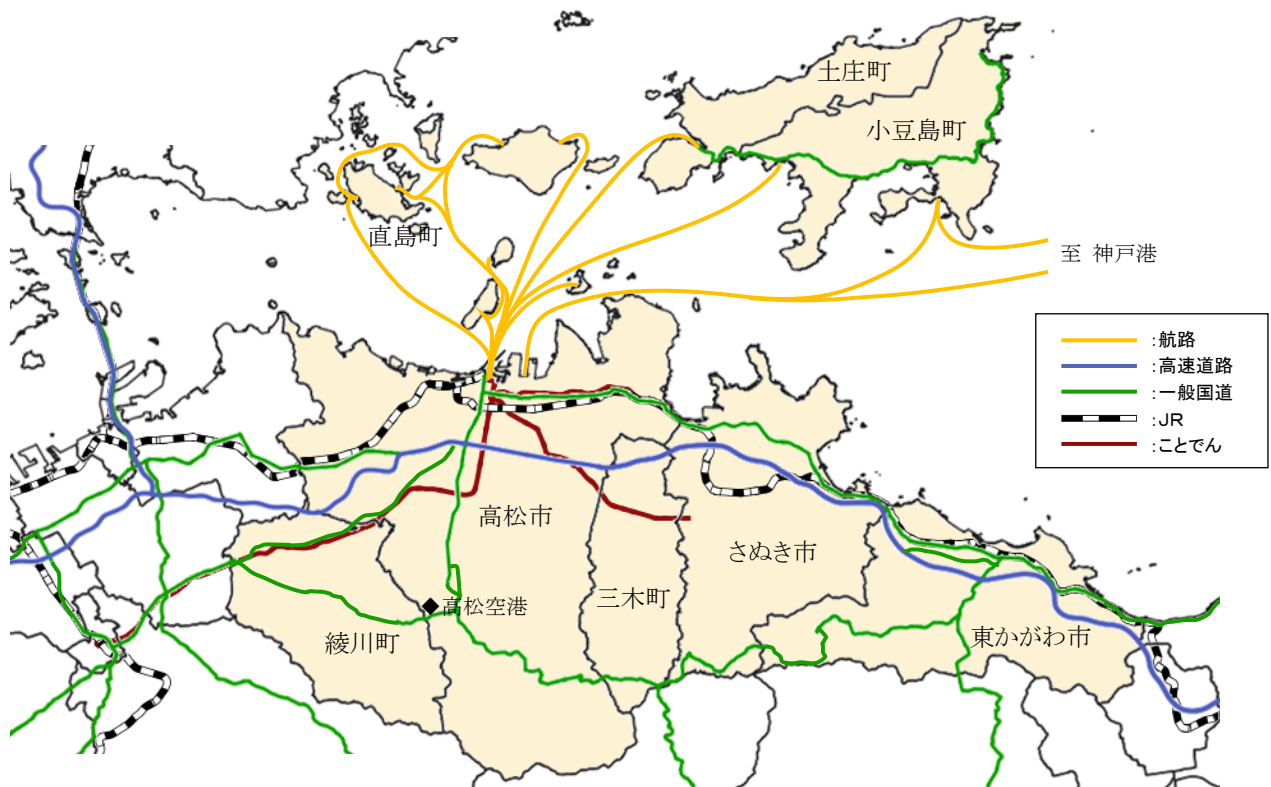 土庄町
小豆島町
直島町
至 神戸港
:航路
:高速道路
:一般国道
:JR
:ことでん
高松市
さぬき市
三木町
高松空港
綾川町
東かがわ市